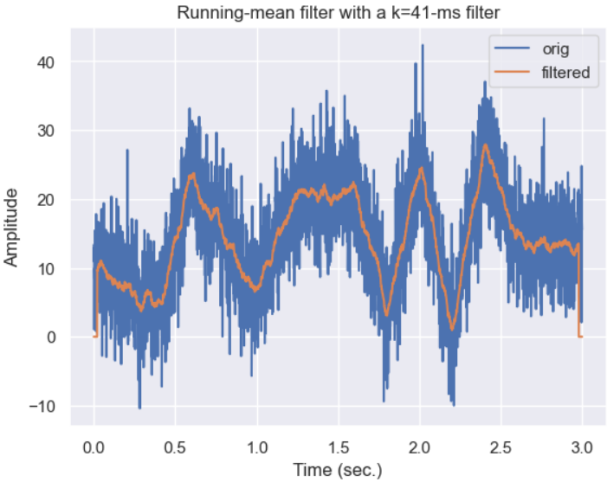 Running-mean filter with a k=41-ms filter
orig
filtered
40
30
20
10
0
−10
Amplitude
0.0 0.5 1.0 1.5 2.0 2.5 3.0
Time (sec.)